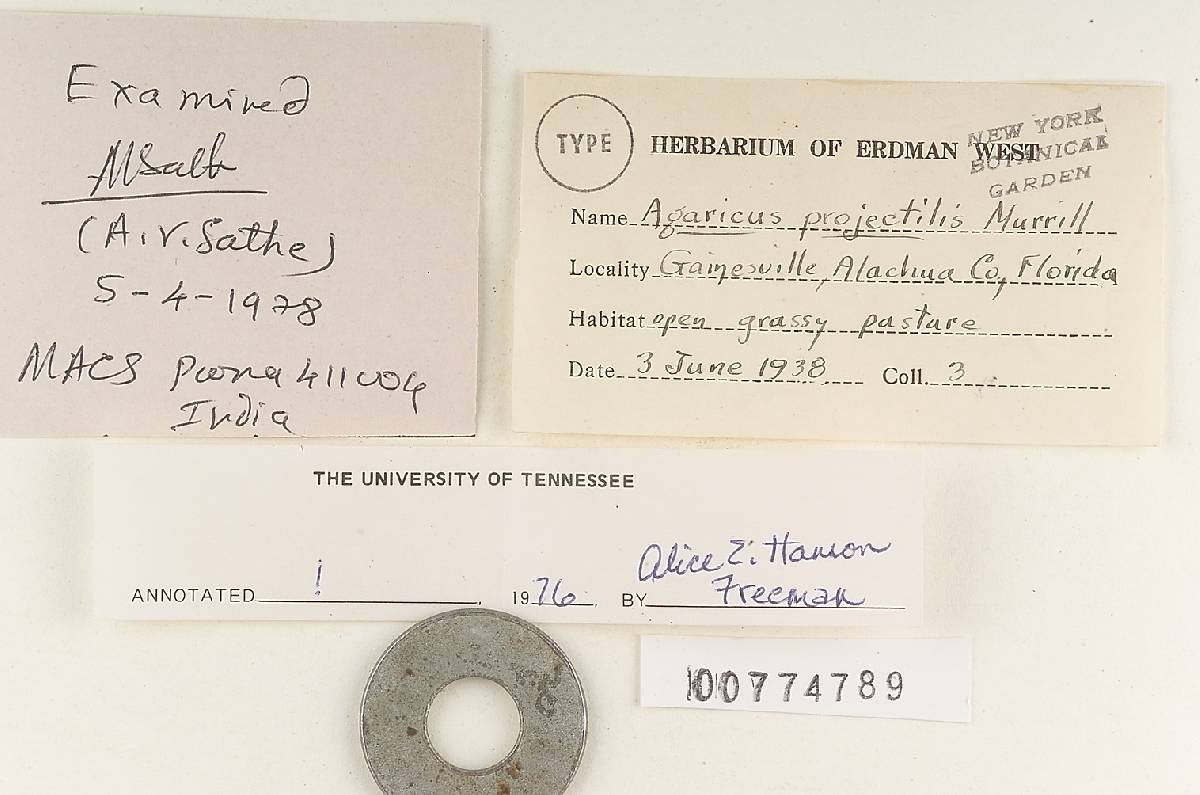 Examined
(A.V. Sathe)
5-4-1978
MACS Poona 411004
India
TYPE
HERBARIUM OF ERDMAN WEST
NEW YORK
BOTANICAL
GARDEN
Name Agaricus projectilis Murrill
Locality Gainesville, Alachua Co., Florida
Habitat open grassy pasture
Date 3 June 1938 Coll. 3
THE UNIVERSITY OF TENNESSEE
Alice E. Hanson
ANNOTATED ! 1976 BY Freeman
00774789